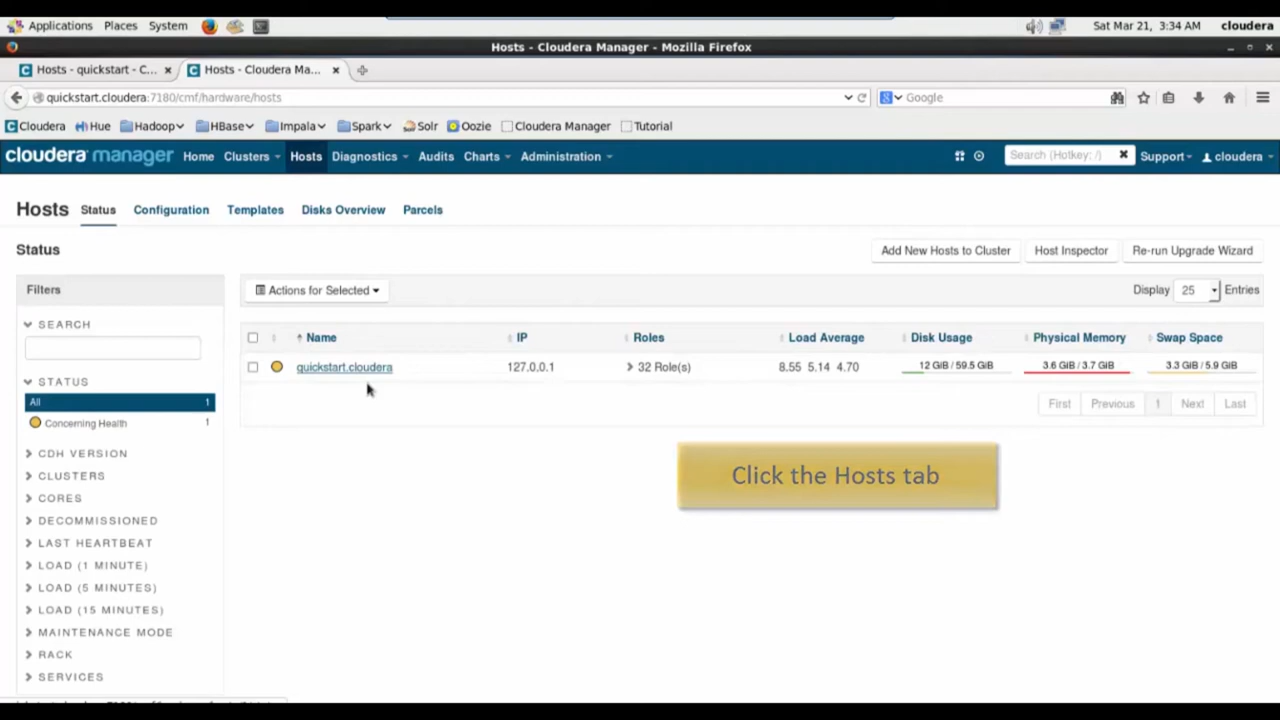 Applications Places System
Sat Mar 21, 3:34 AM cloudera
Hosts - Cloudera Manager - Mozilla Firefox
Hosts - quickstart - C... Hosts - Cloudera Ma...
quickstart.cloudera:7180/cmf/hardware/hosts Google
Cloudera Hue Hadoop HBase Impala Spark Solr Oozie Cloudera Manager Tutorial
cloudera manager Home Clusters Hosts Diagnostics Audits Charts Administration Search (Hotkey: /) Support cloudera
Hosts Status Configuration Templates Disks Overview Parcels
Status
Add New Hosts to Cluster Host Inspector Re-run Upgrade Wizard
Filters
Actions for Selected
Display 25 Entries
SEARCH
STATUS
All 1
Concerning Health 1
CDH VERSION
CLUSTERS
CORES
DECOMMISSIONED
LAST HEARTBEAT
LOAD (1 MINUTE)
LOAD (5 MINUTES)
LOAD (15 MINUTES)
MAINTENANCE MODE
RACK
SERVICES
Name IP Roles Load Average Disk Usage Physical Memory Swap Space
quickstart.cloudera 127.0.0.1 32 Role(s) 8.55 5.14 4.70 12 GiB / 59.5 GiB 3.6 GiB / 3.7 GiB 3.3 GiB / 5.9 GiB
First Previous 1 Next Last
Click the Hosts tab